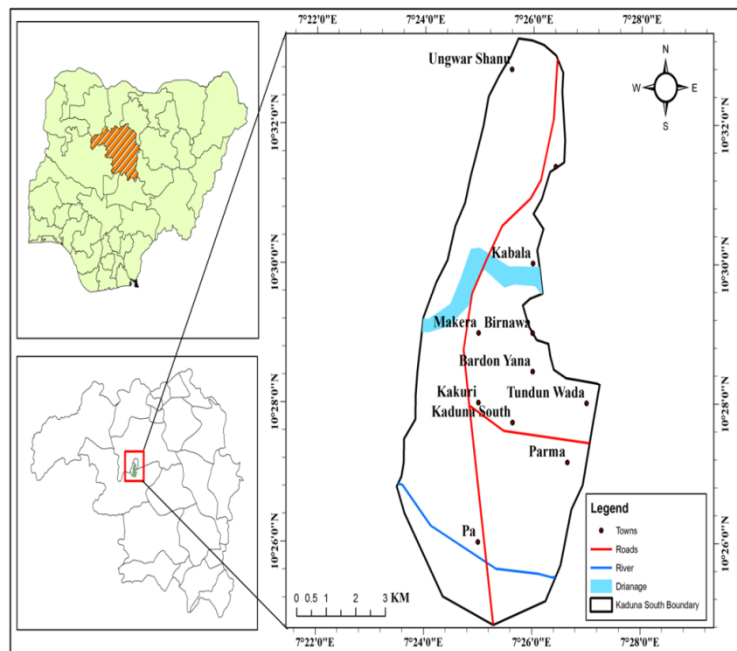 7°22'0"E 7°24'0"E 7°26'0"E 7°28'0"E
Ungwar Shanu
N
W E
S
10°32'0"N 10°32'0"N
Kabala
10°30'0"N 10°30'0"N
Makera Birnawa
Bardon Yana
Kakuri Tundun Wada
10°28'0"N 10°28'0"N
Kaduna South
Parma
Legend
Towns
Roads
River
Drianage
Kaduna South Boundary
Pa
10°26'0"N 10°26'0"N
0 0.5 1 2 3 KM
7°22'0"E 7°24'0"E 7°26'0"E 7°28'0"E